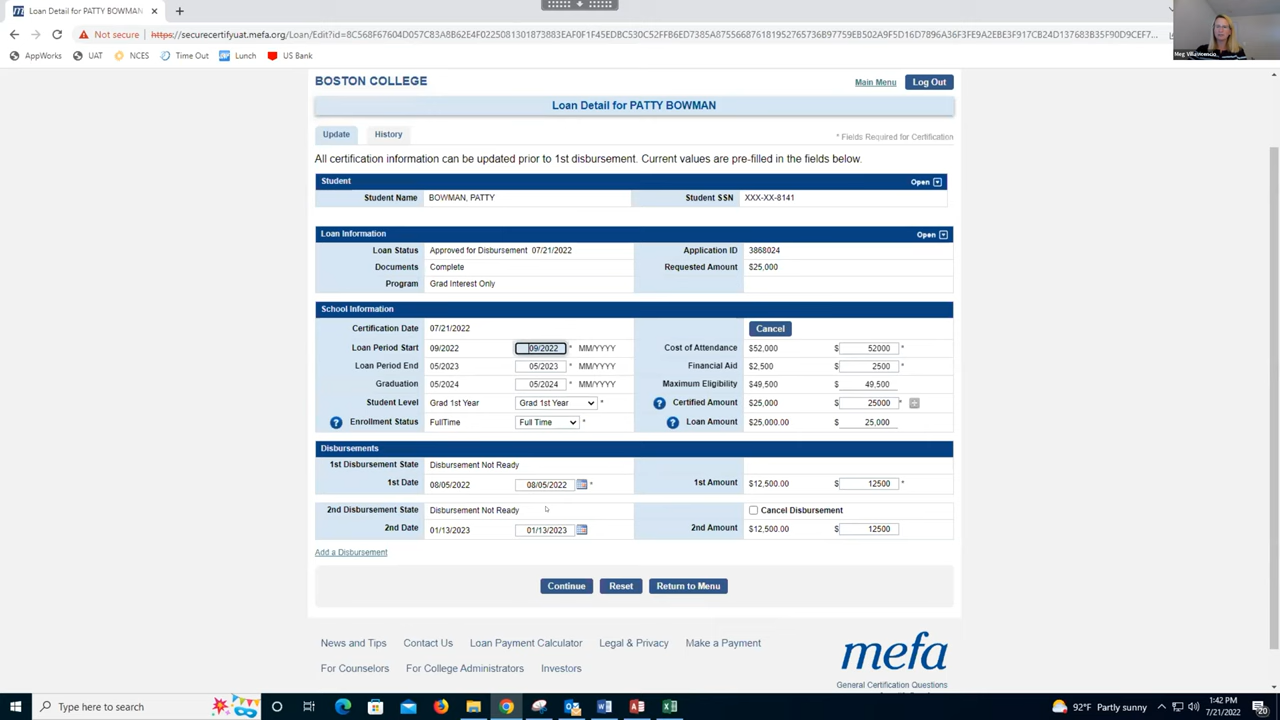 Loan Detail for PATTY BOWMAN
Not secure https://securecertifyuat.mefa.org/Loan/Edit?id=
AppWorks UAT NCES Time Out Lunch US Bank
Meg Villavicencio
BOSTON COLLEGE
Main Menu Log Out
Loan Detail for PATTY BOWMAN
Update History
* Fields Required for Certification
All certification information can be updated prior to 1st disbursement. Current values are pre-filled in the fields below.
Student Open
Student Name BOWMAN, PATTY Student SSN XXX-XX-8141
Loan Information Open
Loan Status Approved for Disbursement 07/21/2022 Application ID 3868024
Documents Complete Requested Amount $25,000
Program Grad Interest Only
School Information
Certification Date 07/21/2022 Cancel
Loan Period Start 09/2022 09/2022 * MM/YYYY Cost of Attendance $52,000 $ 52000 *
Loan Period End 05/2023 05/2023 * MM/YYYY Financial Aid $2,500 $ 2500 *
Graduation 05/2024 05/2024 * MM/YYYY Maximum Eligibility $49,500 $ 49,500
Student Level Grad 1st Year Grad 1st Year * ? Certified Amount $25,000 $ 25000 * +
? Enrollment Status FullTime Full Time * ? Loan Amount $25,000.00 $ 25,000
Disbursements
1st Disbursement State Disbursement Not Ready
1st Date 08/05/2022 08/05/2022 * 1st Amount $12,500.00 $ 12500 *
2nd Disbursement State Disbursement Not Ready Cancel Disbursement
2nd Date 01/13/2023 01/13/2023 2nd Amount $12,500.00 $ 12500
Add a Disbursement
Continue Reset Return to Menu
News and Tips Contact Us Loan Payment Calculator Legal & Privacy Make a Payment
For Counselors For College Administrators Investors
mefa
General Certification Questions
Type here to search
92°F Partly sunny
1:42 PM
7/21/2022
20